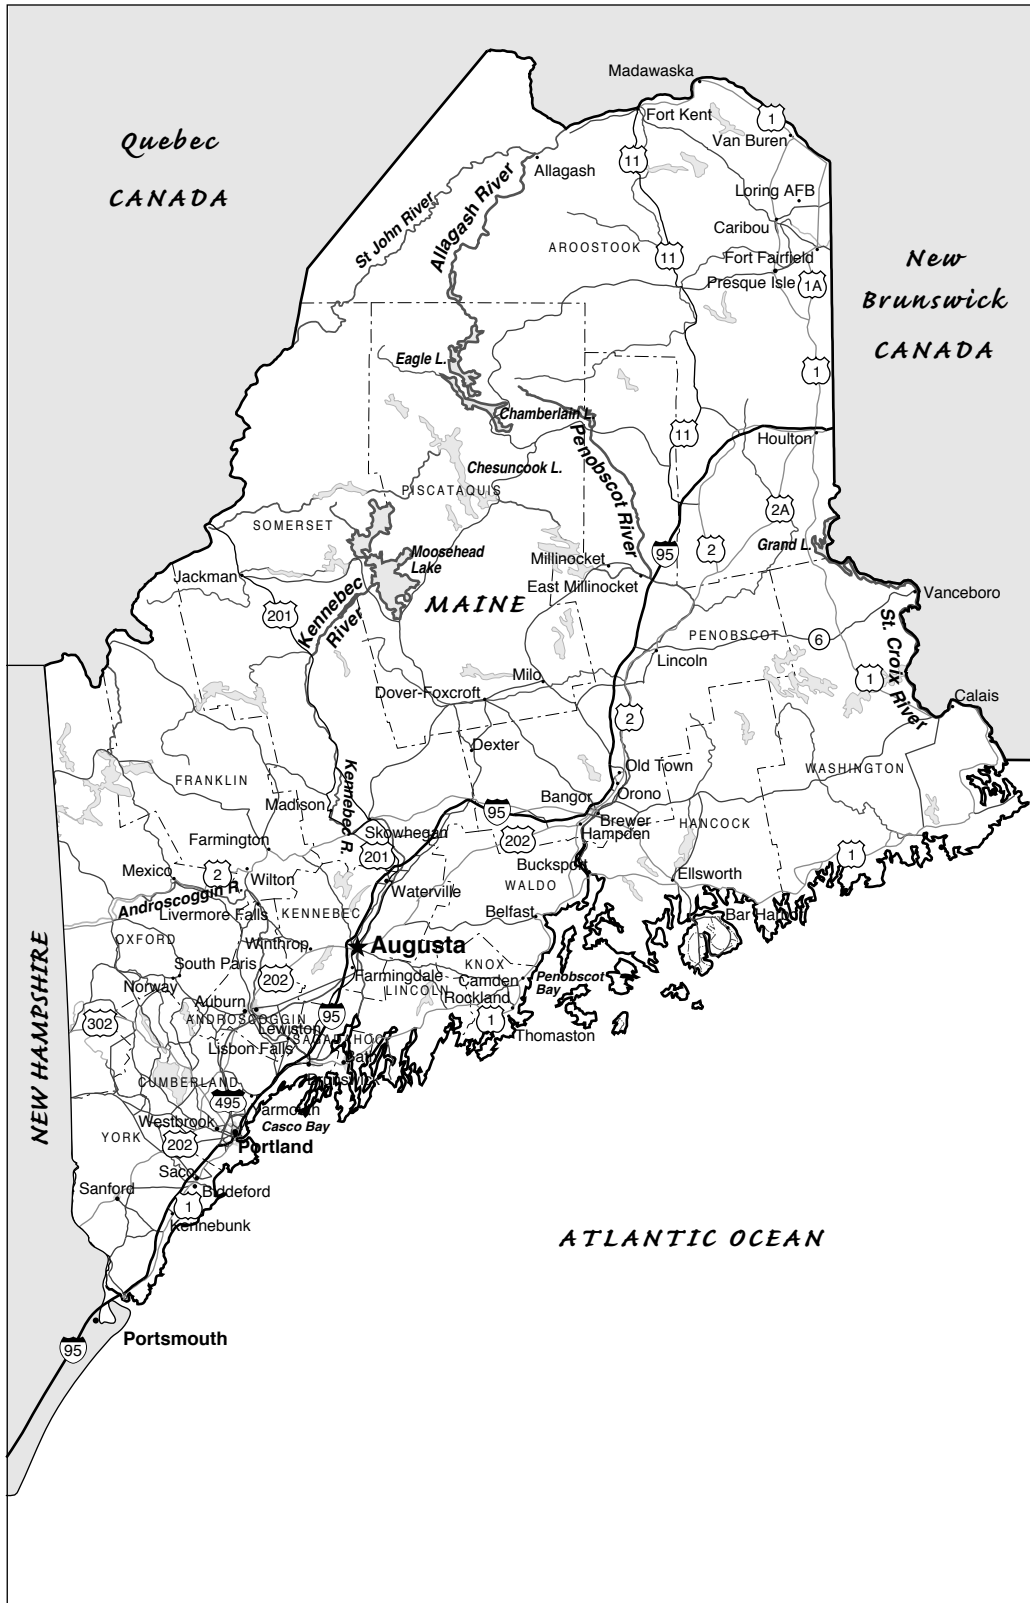 Madawaska
Fort Kent
1
Quebec
CANADA
Van Buren
11
Allagash
Loring AFB
St John River
Allagash River
Caribou
AROOSTOOK
11
Fort Fairfield
Presque Isle
1A
New
Brunswick
CANADA
Eagle L.
1
Chamberlain L.
11
Houlton
Penobscot River
Chesuncook L.
PISCATAQUIS
2A
SOMERSET
Grand L.
2
95
Moosehead
Lake
Millinocket
East Millinocket
Jackman
Vanceboro
MAINE
Kennebec
River
201
PENOBSCOT
6
St. Croix River
Lincoln
Milo
1
Dover-Foxcroft
Calais
2
Dexter
Old Town
WASHINGTON
FRANKLIN
Kennebec R.
Bangor
Orono
Madison
95
Brewer
HANCOCK
Skowhegan
Hampden
Farmington
202
201
1
Bucksport
Mexico
2
Wilton
Ellsworth
Waterville
WALDO
Androscoggin R.
Livermore Falls
KENNEBEC
Belfast
Bar Harbor
OXFORD
Winthrop
Augusta
South Paris
KNOX
Farmingdale
Camden
Penobscot
Bay
Norway
202
LINCOLN
Rockland
Auburn
95
ANDROSCOGGIN
302
1
Lewiston
SAGADAHOC
Thomaston
Lisbon Falls
Bath
NEW HAMPSHIRE
CUMBERLAND
Brunswick
495
Yarmouth
Westbrook
Casco Bay
YORK
202
Portland
Saco
Sanford
Biddeford
1
Kennebunk
ATLANTIC OCEAN
Portsmouth
95